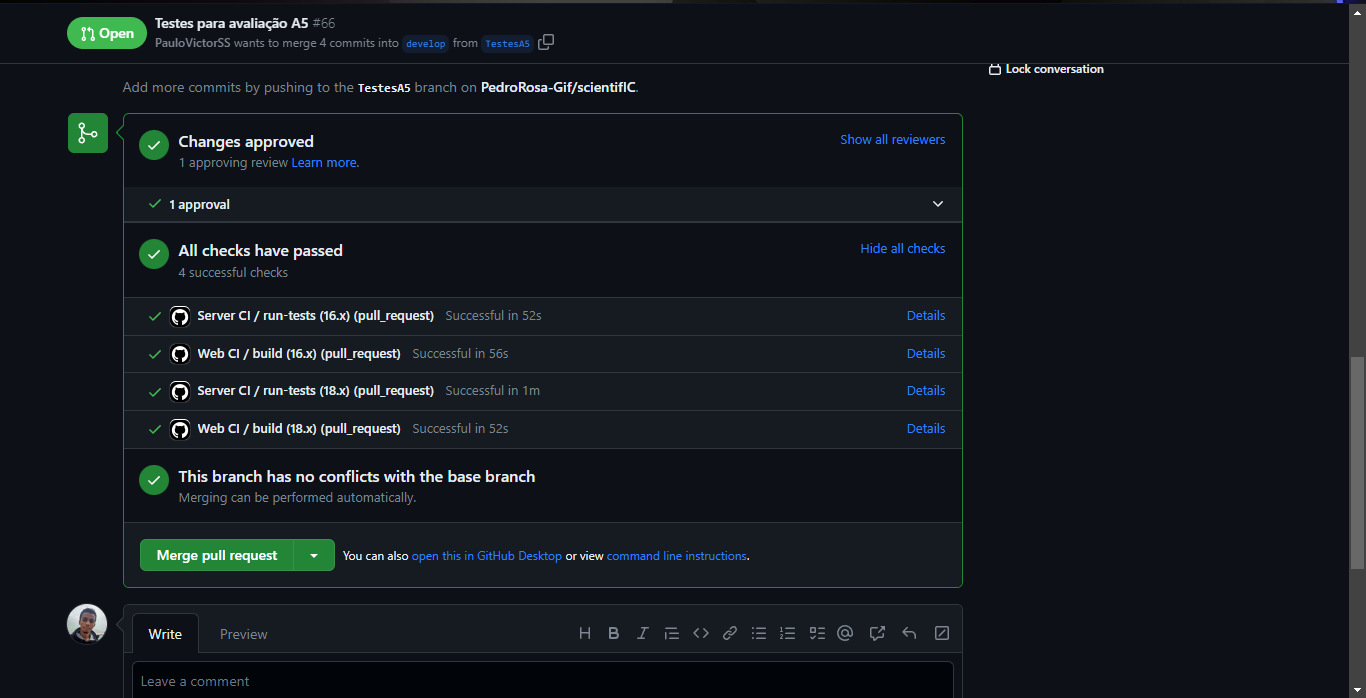 Open
Testes para avaliação A5 #66
PauloVictorSS wants to merge 4 commits into develop from TestesA5
Lock conversation
Add more commits by pushing to the TestesA5 branch on PedroRosa-Gif/scientifIC.
Changes approved
Show all reviewers
1 approving review Learn more.
1 approval
All checks have passed
Hide all checks
4 successful checks
Server CI / run-tests (16.x) (pull_request) Successful in 52s Details
Web CI / build (16.x) (pull_request) Successful in 56s Details
Server CI / run-tests (18.x) (pull_request) Successful in 1m Details
Web CI / build (18.x) (pull_request) Successful in 52s Details
This branch has no conflicts with the base branch
Merging can be performed automatically.
Merge pull request
You can also open this in GitHub Desktop or view command line instructions.
Write Preview
Leave a comment